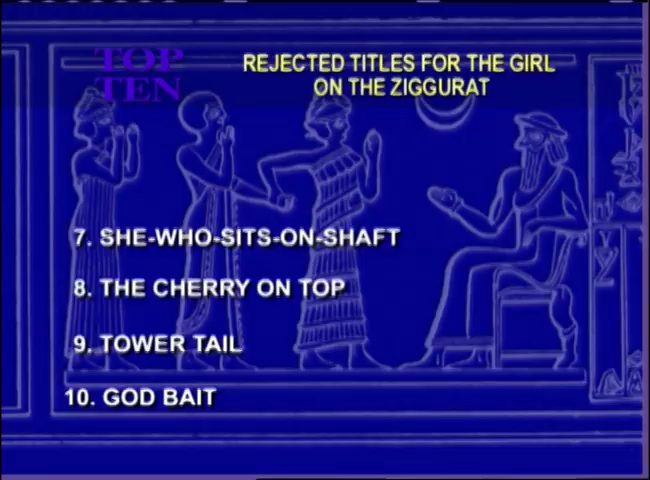 TOP
TEN
REJECTED TITLES FOR THE GIRL
ON THE ZIGGURAT
7. SHE-WHO-SITS-ON-SHAFT
8. THE CHERRY ON TOP
9. TOWER TAIL
10. GOD BAIT